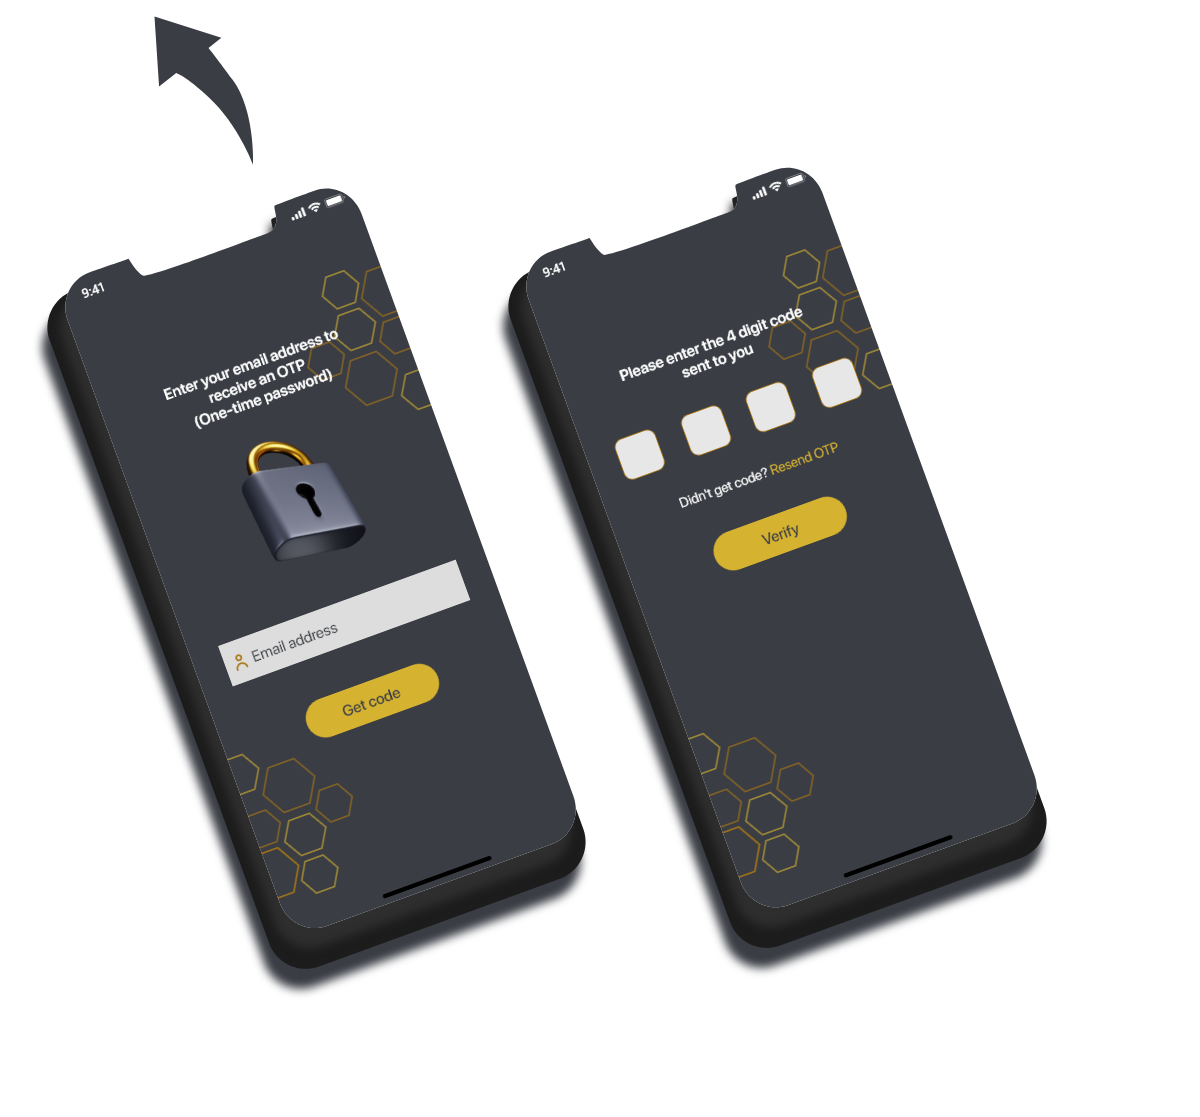 9:41
Enter your email address to
receive an OTP
(One-time password)
Email address
Get code
9:41
Please enter the 4 digit code
sent to you
Didn't get code? Resend OTP
Verify